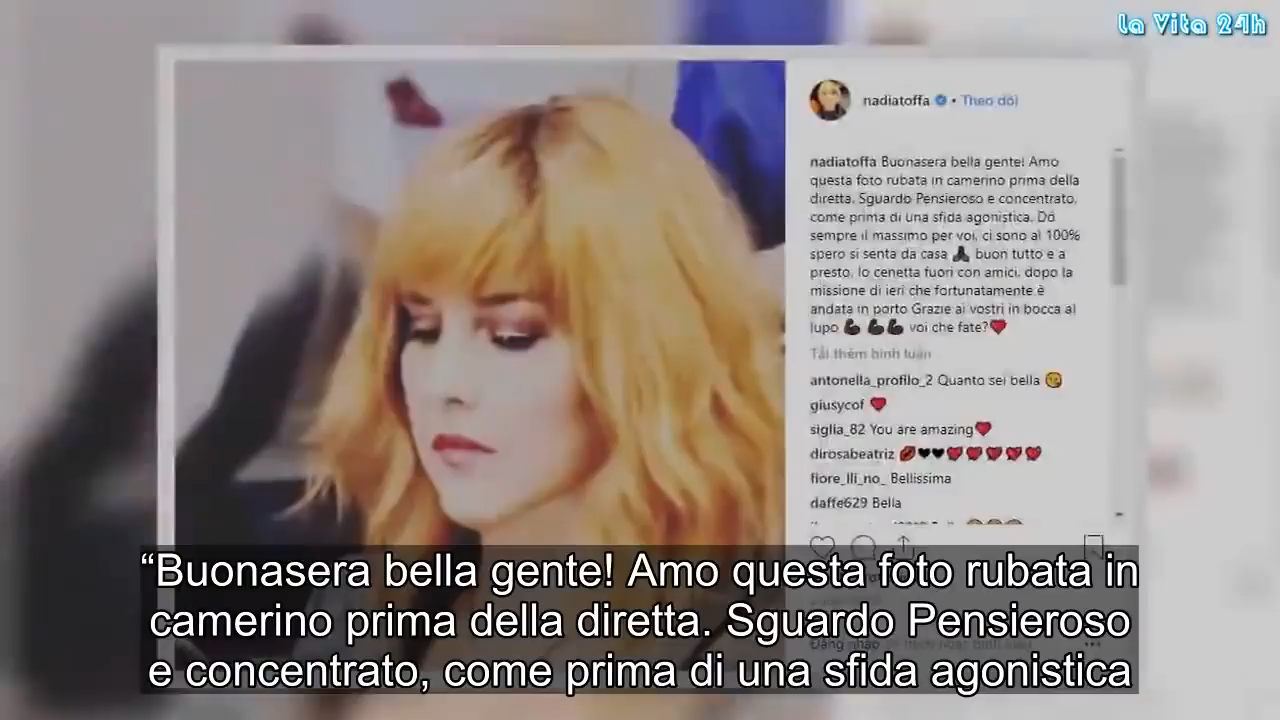 la Vita 24h
nadiatoffa • Theo dõi
nadiatoffa Buonasera bella gente! Amo
questa foto rubata in camerino prima della
diretta. Sguardo Pensieroso e concentrato,
come prima di una sfida agonistica. Dó
sempre il massimo per voi, ci sono al 100%
spero si senta da casa 🙏🏿 buon tutto e a
presto. Io cenetta fuori con amici, dopo la
missione di ieri che fortunatamente è
andata in porto Grazie ai vostri in bocca al
lupo 💪🏿 💪🏿💪🏿 voi che fate?❤️
Tải thêm bình luận
antonella_profilo_2 Quanto sei bella 😘
giusycof ❤️
siglia_82 You are amazing❤️
dirosabeatriz 💋♥♥💘💘💘💘💘
fiore_lli_no_ Bellissima
daffe629 Bella
“Buonasera bella gente! Amo questa foto rubata in
camerino prima della diretta. Sguardo Pensieroso
Đăng nhập
e concentrato, come prima di una sfida agonistica